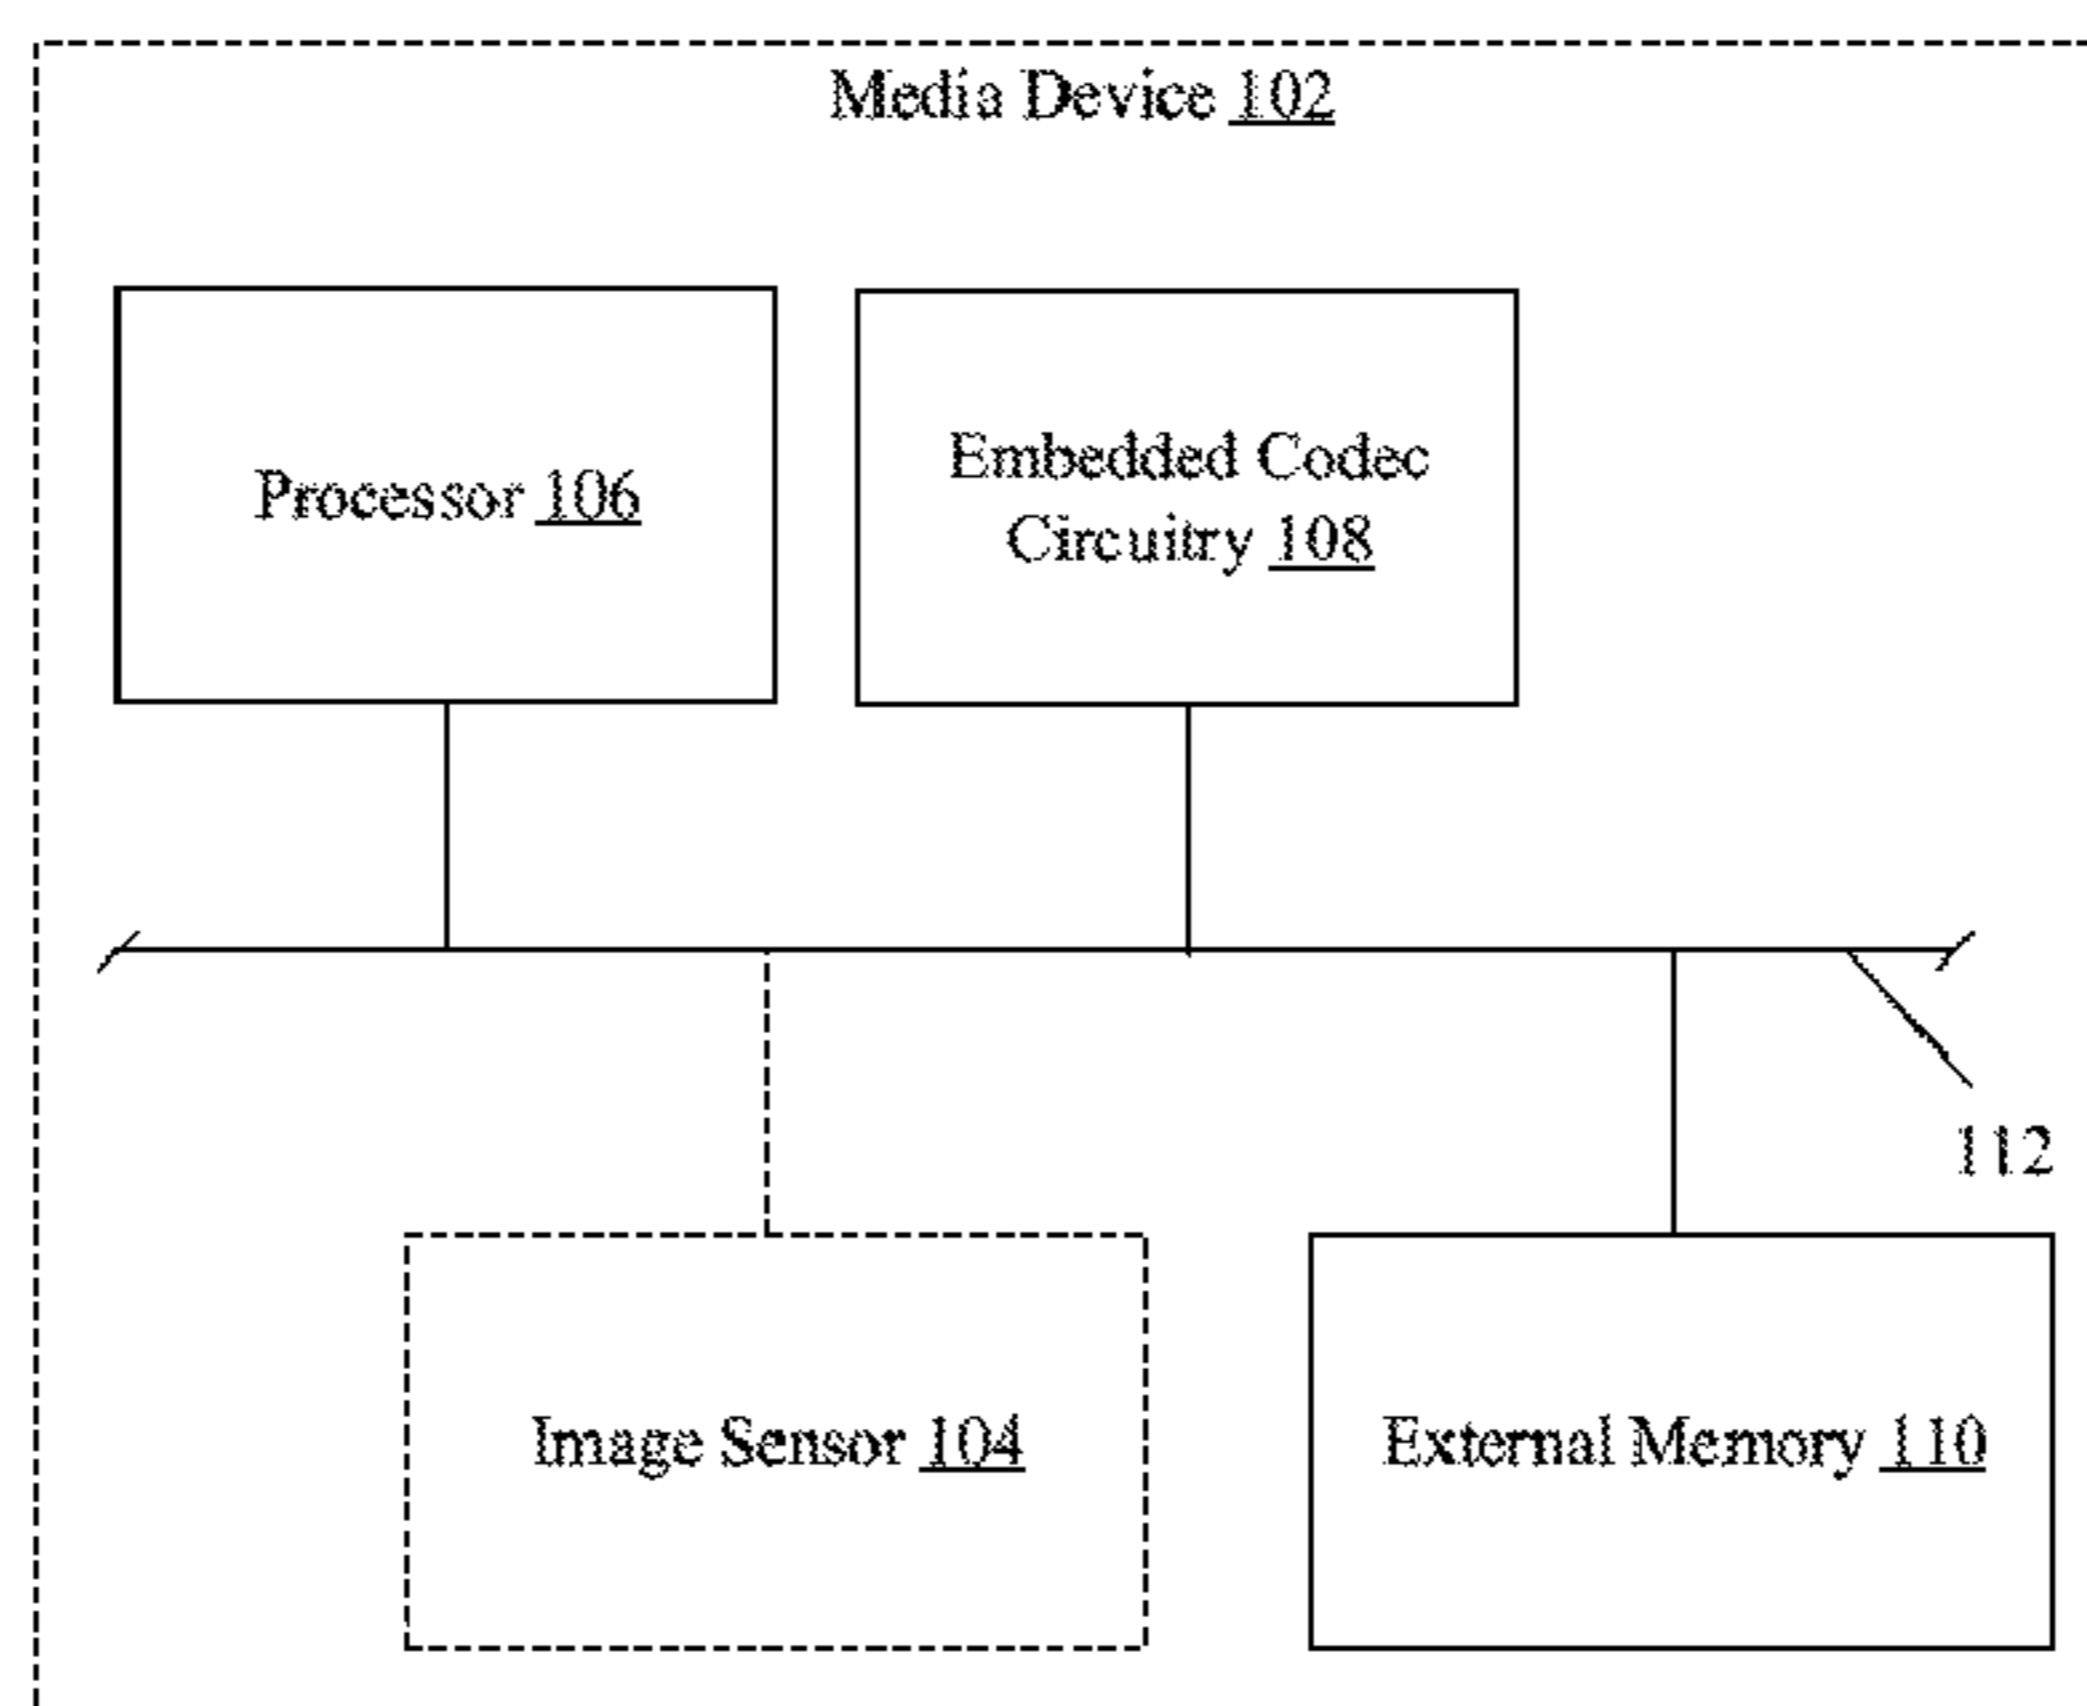 Media Device 102
Processor 106
Embedded Codec
Circuitry 108
112
Image Sensor 104
External Memory 110